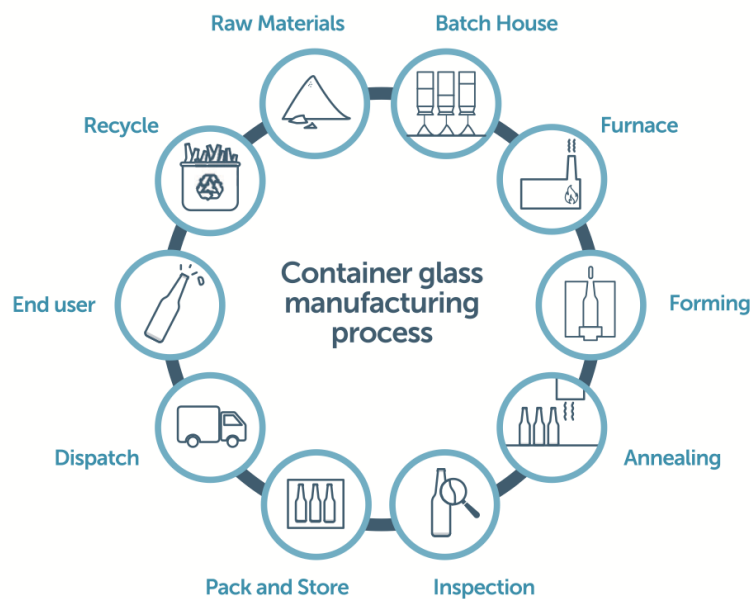 Raw Materials
Batch House
Recycle
Furnace
Container glass
manufacturing
process
End user
Forming
Dispatch
Annealing
Pack and Store
Inspection